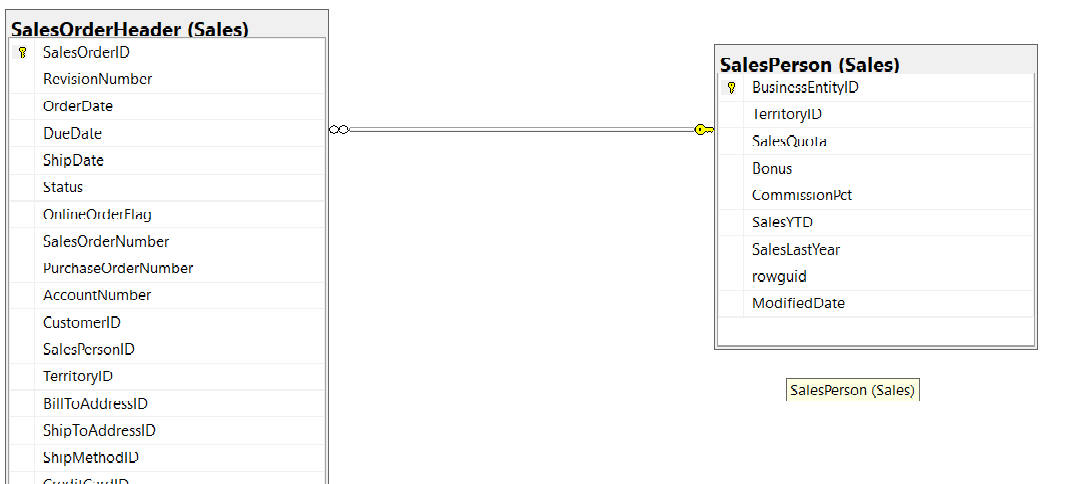 SalesOrderHeader (Sales)
SalesOrderID
RevisionNumber
OrderDate
DueDate
ShipDate
Status
OnlineOrderFlag
SalesOrderNumber
PurchaseOrderNumber
AccountNumber
CustomerID
SalesPersonID
TerritoryID
BillToAddressID
ShipToAddressID
ShipMethodID
CreditCardID
SalesPerson (Sales)
BusinessEntityID
TerritoryID
SalesQuota
Bonus
CommissionPct
SalesYTD
SalesLastYear
rowguid
ModifiedDate
SalesPerson (Sales)